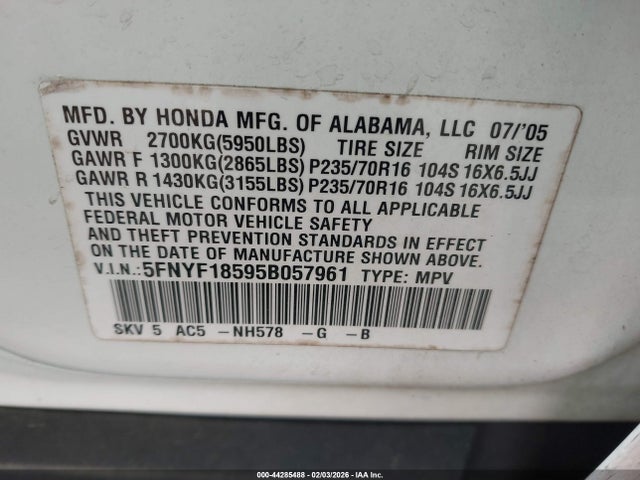 MFD. BY HONDA MFG. OF ALABAMA, LLC 07/'05
GVWR 2700KG(5950LBS) TIRE SIZE RIM SIZE
GAWR F 1300KG(2865LBS) P235/70R16 104S 16X6.5JJ
GAWR R 1430KG(3155LBS) P235/70R16 104S 16X6.5JJ
THIS VEHICLE CONFORMS TO ALL APPLICABLE
FEDERAL MOTOR VEHICLE SAFETY
AND THEFT PREVENTION STANDARDS IN EFFECT
ON THE DATE OF MANUFACTURE SHOWN ABOVE.
V.I.N.: 5FNYF18595B057961 TYPE: MPV
SKV 5 AC5 -NH578 -G -B
000-44285488 - 02/03/2026 - IAA Inc.